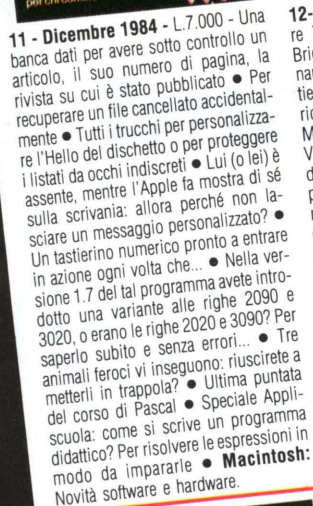 11 - Dicembre 1984 - L.7.000 - Una
banca dati per avere sotto controllo un
articolo, il suo numero di pagina, la
rivista su cui è stato pubblicato ● Per
recuperare un file cancellato accidental-
mente ● Tutti i trucchi per personalizza-
re l'Hello del dischetto o per proteggere
i listati da occhi indiscreti ● Lui (o lei) è
assente, mentre l'Apple fa mostra di sé
sulla scrivania: allora perché non la-
sciare un messaggio personalizzato? ●
Un tastierino numerico pronto a entrare
in azione ogni volta che... ● Nella ver-
sione 1.7 del tal programma avete intro-
dotto una variante alle righe 2090 e
3020, o erano le righe 2020 e 3090? Per
saperlo subito e senza errori... ● Tre
animali feroci vi inseguono: riuscirete a
metterli in trappola? ● Ultima puntata
del corso di Pascal ● Speciale Appli-
scuola: come si scrive un programma
didattico? Per risolvere le espressioni in
modo da impararle ● Macintosh:
Novità software e hardware.
12-